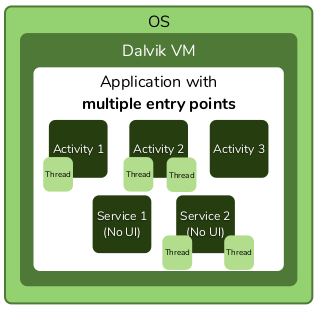 OS
Dalvik VM
Application with
multiple entry points
Activity 1
Activity 2
Activity 3
Thread
Thread
Thread
Service 1
(No UI)
Service 2
(No UI)
Thread
Thread